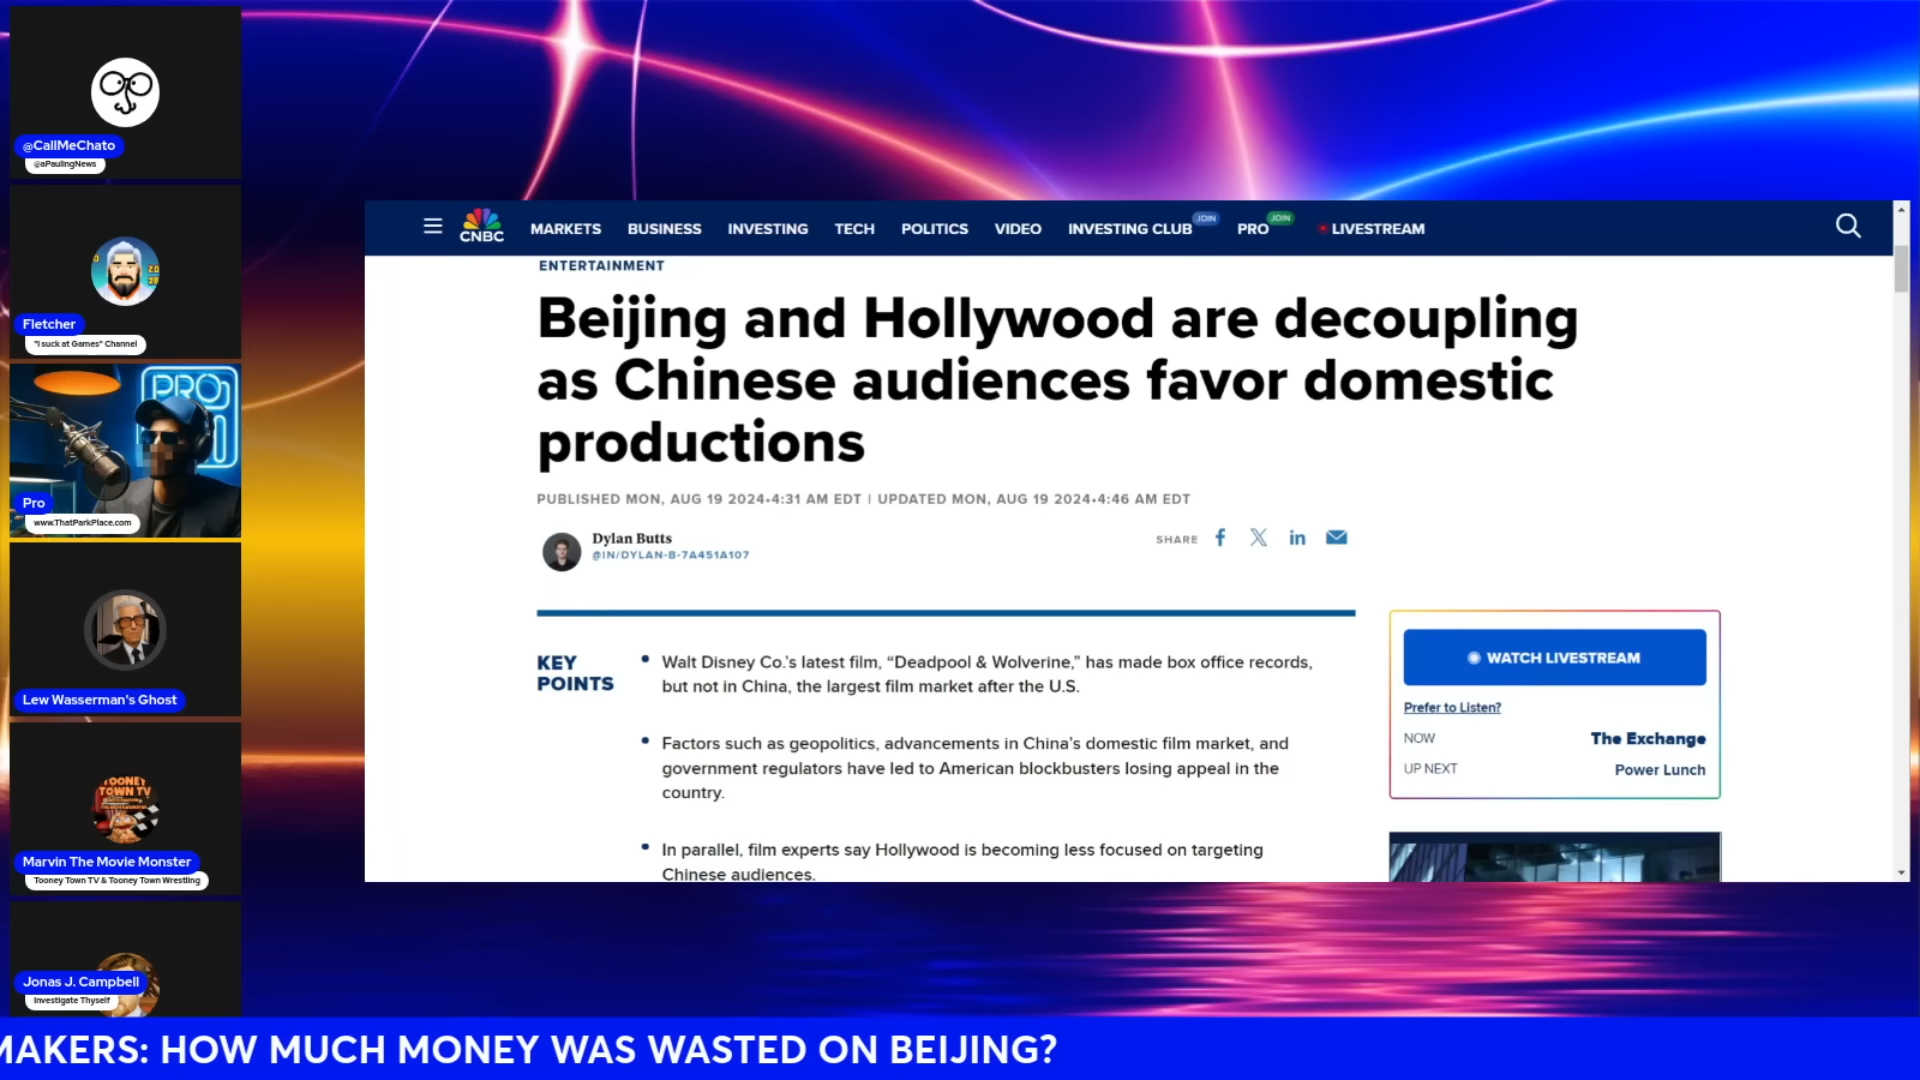 @CallMeChato
@aPaulingNews
Fletcher
"I suck at Games" Channel
PRO
Pro
www.ThatParkPlace.com
Lew Wasserman's Ghost
TOONEY
TOWN TV
Marvin The Movie Monster
Tooney Town TV & Tooney Town Wrestling
Jonas J. Campbell
Investigate Thyself
CNBC
MARKETS BUSINESS INVESTING TECH POLITICS VIDEO INVESTING CLUB JOIN PRO JOIN LIVESTREAM
ENTERTAINMENT
Beijing and Hollywood are decoupling
as Chinese audiences favor domestic
productions
PUBLISHED MON, AUG 19 2024•4:31 AM EDT | UPDATED MON, AUG 19 2024•4:46 AM EDT
Dylan Butts
@IN/DYLAN-B-7A451A107
SHARE
KEY
POINTS
• Walt Disney Co.’s latest film, “Deadpool & Wolverine,” has made box office records,
but not in China, the largest film market after the U.S.
• Factors such as geopolitics, advancements in China’s domestic film market, and
government regulators have led to American blockbusters losing appeal in the
country.
• In parallel, film experts say Hollywood is becoming less focused on targeting
Chinese audiences.
WATCH LIVESTREAM
Prefer to Listen?
NOW The Exchange
UP NEXT Power Lunch
MAKERS: HOW MUCH MONEY WAS WASTED ON BEIJING?